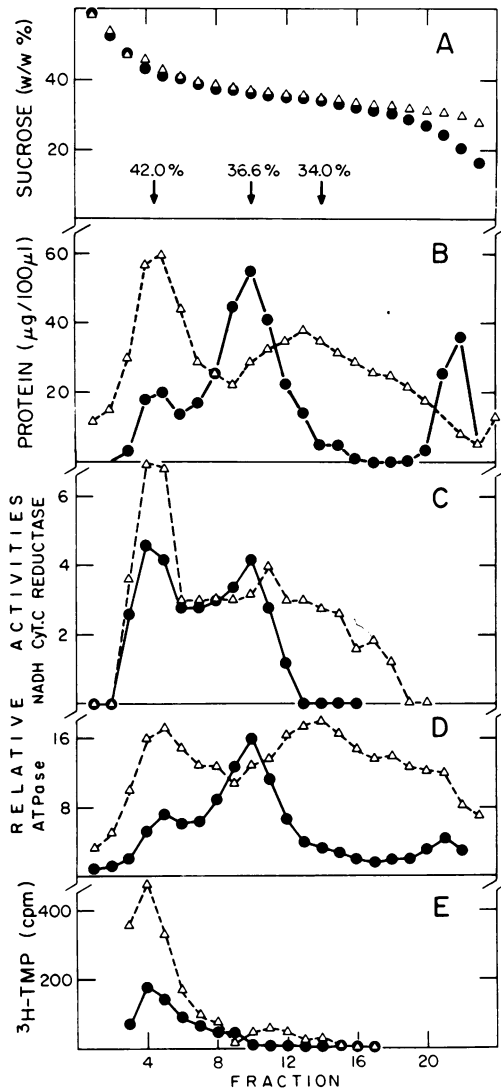 A
SUCROSE (w/w %)
40
20
42.0%
36.6%
34.0%
B
PROTEIN (µg/100µl)
60
40
20
C
RELATIVE ACTIVITIES
NADH CyT.C REDUCTASE
6
4
2
D
ATPase
16
8
E
³H-TMP (cpm)
400
200
4
8
12
16
20
FRACTION